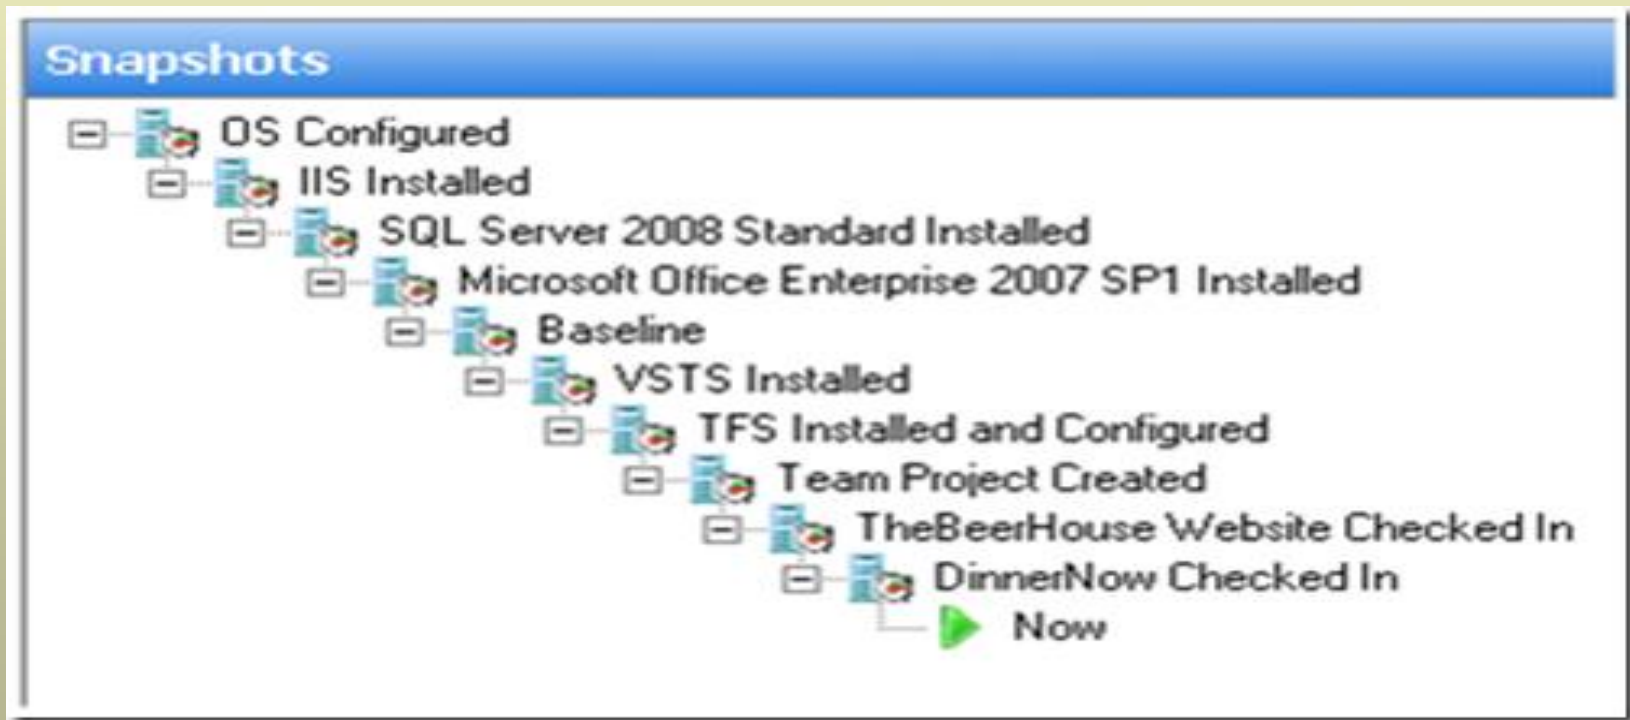 Snapshots
OS Configured
IIS Installed
SQL Server 2008 Standard Installed
Microsoft Office Enterprise 2007 SP1 Installed
Baseline
VSTS Installed
TFS Installed and Configured
Team Project Created
TheBeerHouse Website Checked In
DinnerNow Checked In
Now